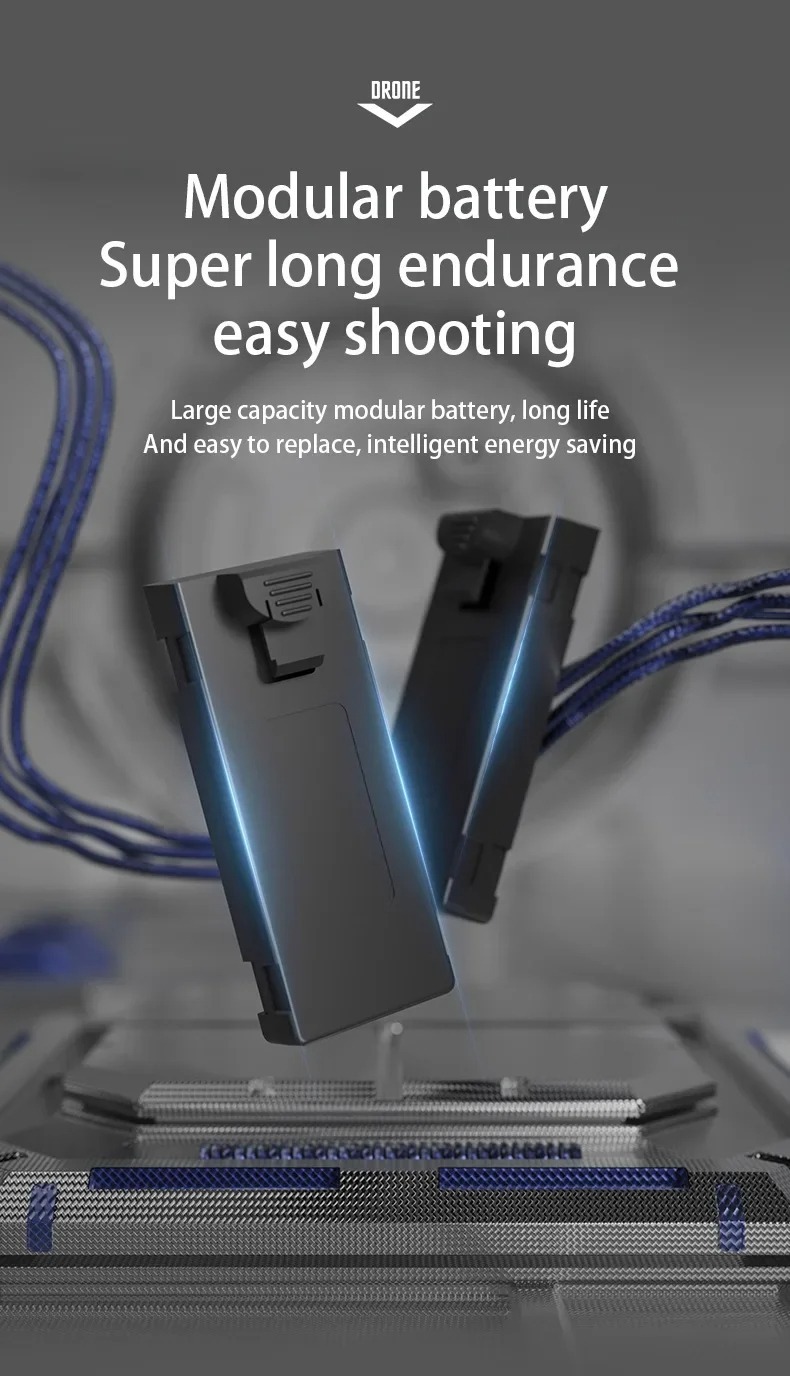 DRONE
Modular battery
Super long endurance
easy shooting
Large capacity modular battery, long life
And easy to replace, intelligent energy saving